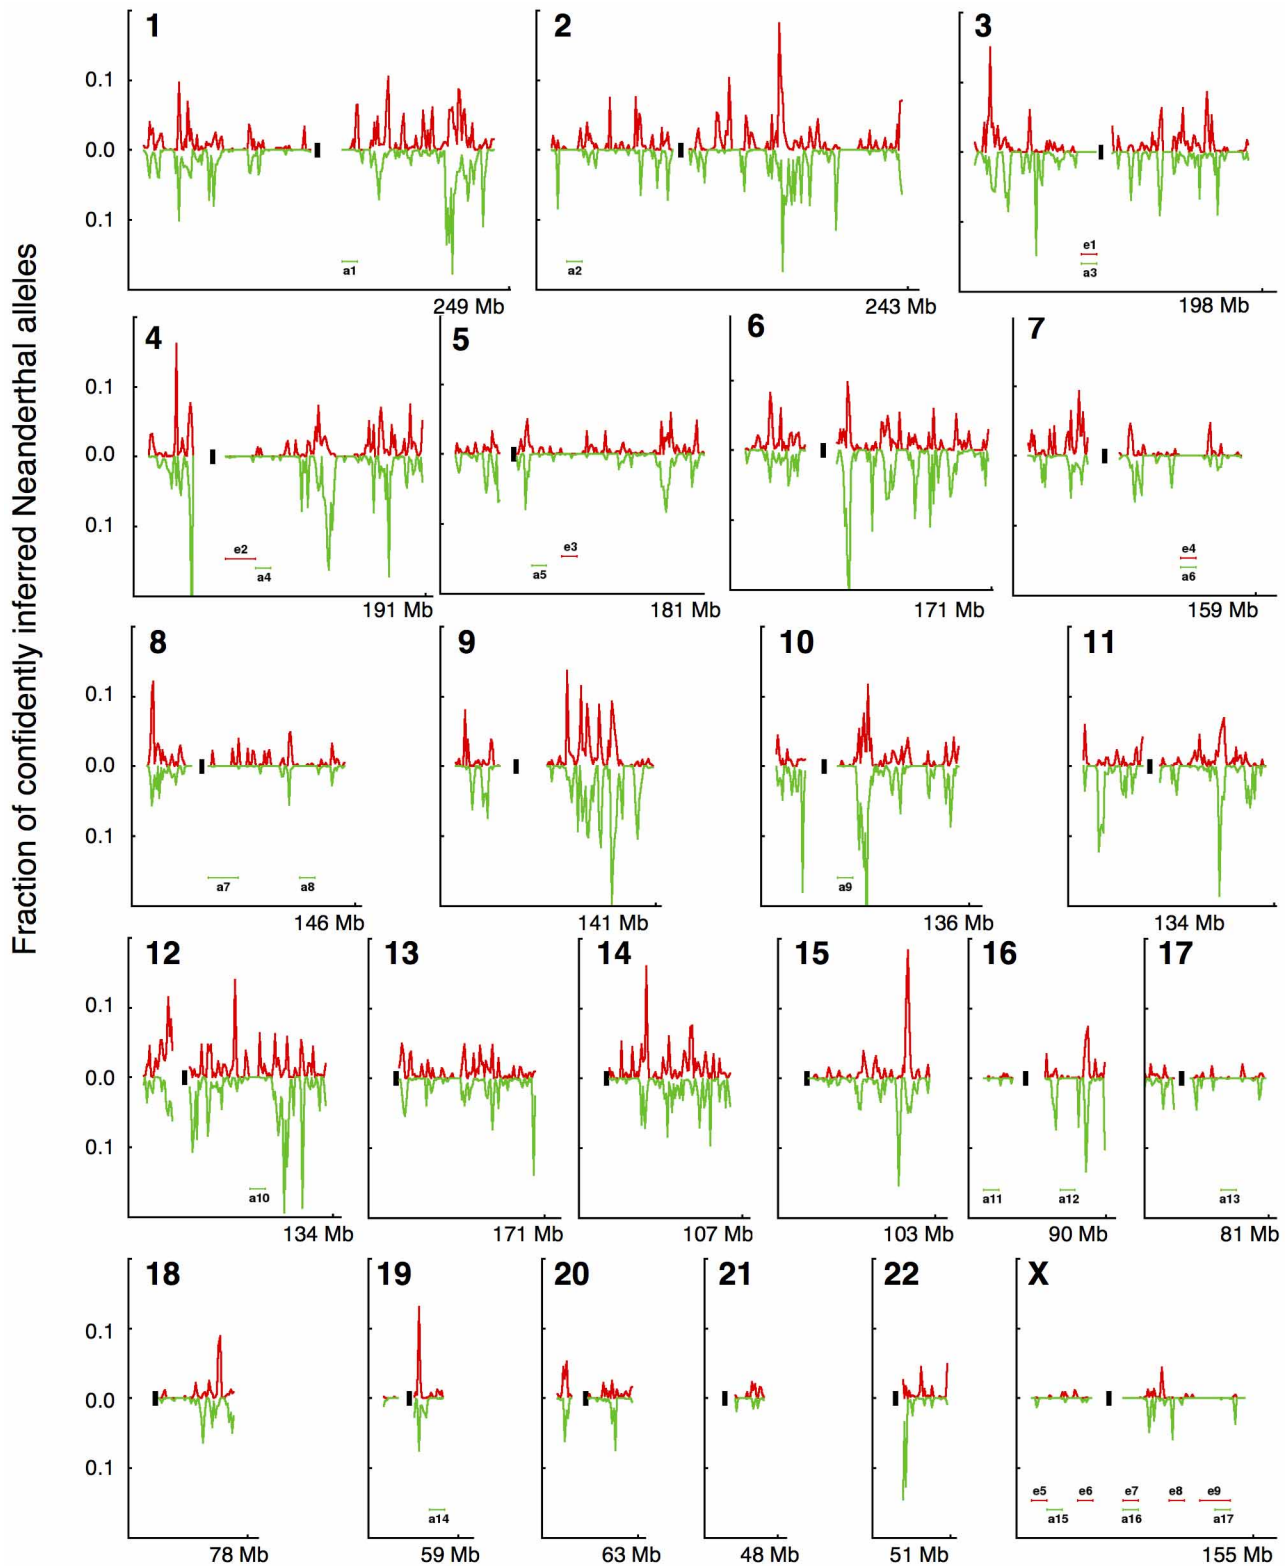 Fraction of confidently inferred Neanderthal alleles
1 2 3
0.1
0.0
0.1
e1
a1 a2 a3
249 Mb 243 Mb 198 Mb
4 5 6 7
0.1
0.0
0.1
e2 e3 e4
a4 a5 a6
191 Mb 181 Mb 171 Mb 159 Mb
8 9 10 11
0.1
0.0
0.1
a7 a8 a9
146 Mb 141 Mb 136 Mb 134 Mb
12 13 14 15 16 17
0.1
0.0
0.1
a10 a11 a12 a13
134 Mb 171 Mb 107 Mb 103 Mb 90 Mb 81 Mb
18 19 20 21 22 X
0.1
0.0
0.1
e5 e6 e7 e8 e9
a14 a15 a16 a17
78 Mb 59 Mb 63 Mb 48 Mb 51 Mb 155 Mb